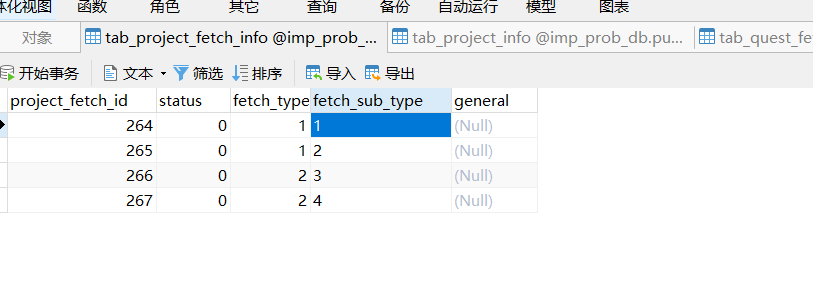 体化视图 函数 角色 其它 查询 备份 自动运行 模型 图表
对象 tab_project_fetch_info @imp_prob_... tab_project_info @imp_prob_db.pu... tab_quest_fe
开始事务 文本 筛选 排序 导入 导出
project_fetch_id status fetch_type fetch_sub_type general
264 0 1 1 (Null)
265 0 1 2 (Null)
266 0 2 3 (Null)
267 0 2 4 (Null)